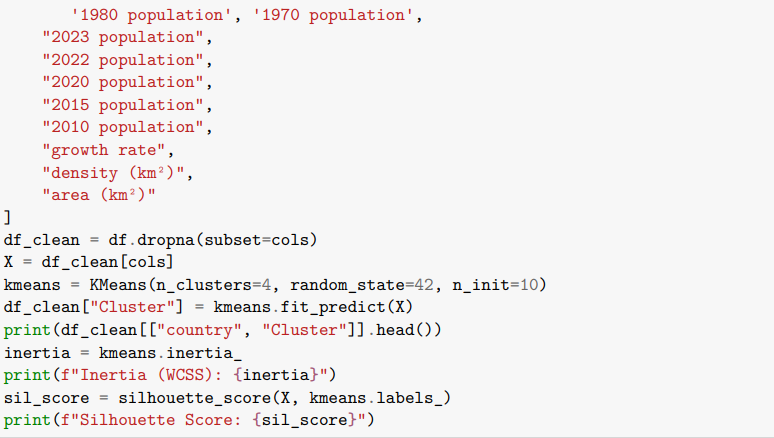 '1980 population', '1970 population',
"2023 population",
"2022 population",
"2020 population",
"2015 population",
"2010 population",
"growth rate",
"density (km²)",
"area (km²)"
]
df_clean = df.dropna(subset=cols)
X = df_clean[cols]
kmeans = KMeans(n_clusters=4, random_state=42, n_init=10)
df_clean["Cluster"] = kmeans.fit_predict(X)
print(df_clean[["country", "Cluster"]].head())
inertia = kmeans.inertia_
print(f"Inertia (WCSS): {inertia}")
sil_score = silhouette_score(X, kmeans.labels_)
print(f"Silhouette Score: {sil_score}")